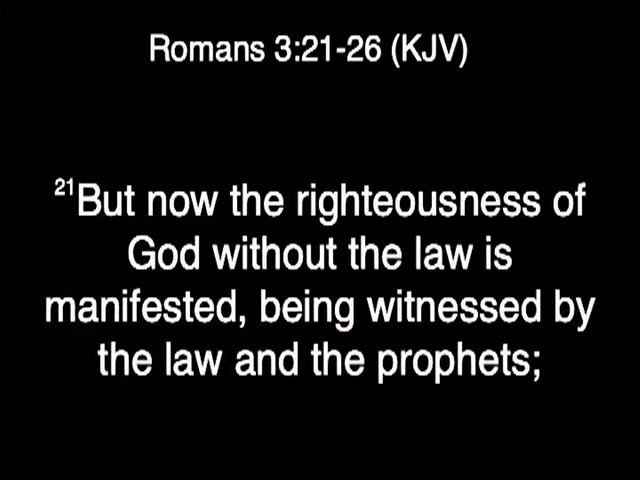 Romans 3:21-26 (KJV)
21But now the righteousness of
God without the law is
manifested, being witnessed by
the law and the prophets;